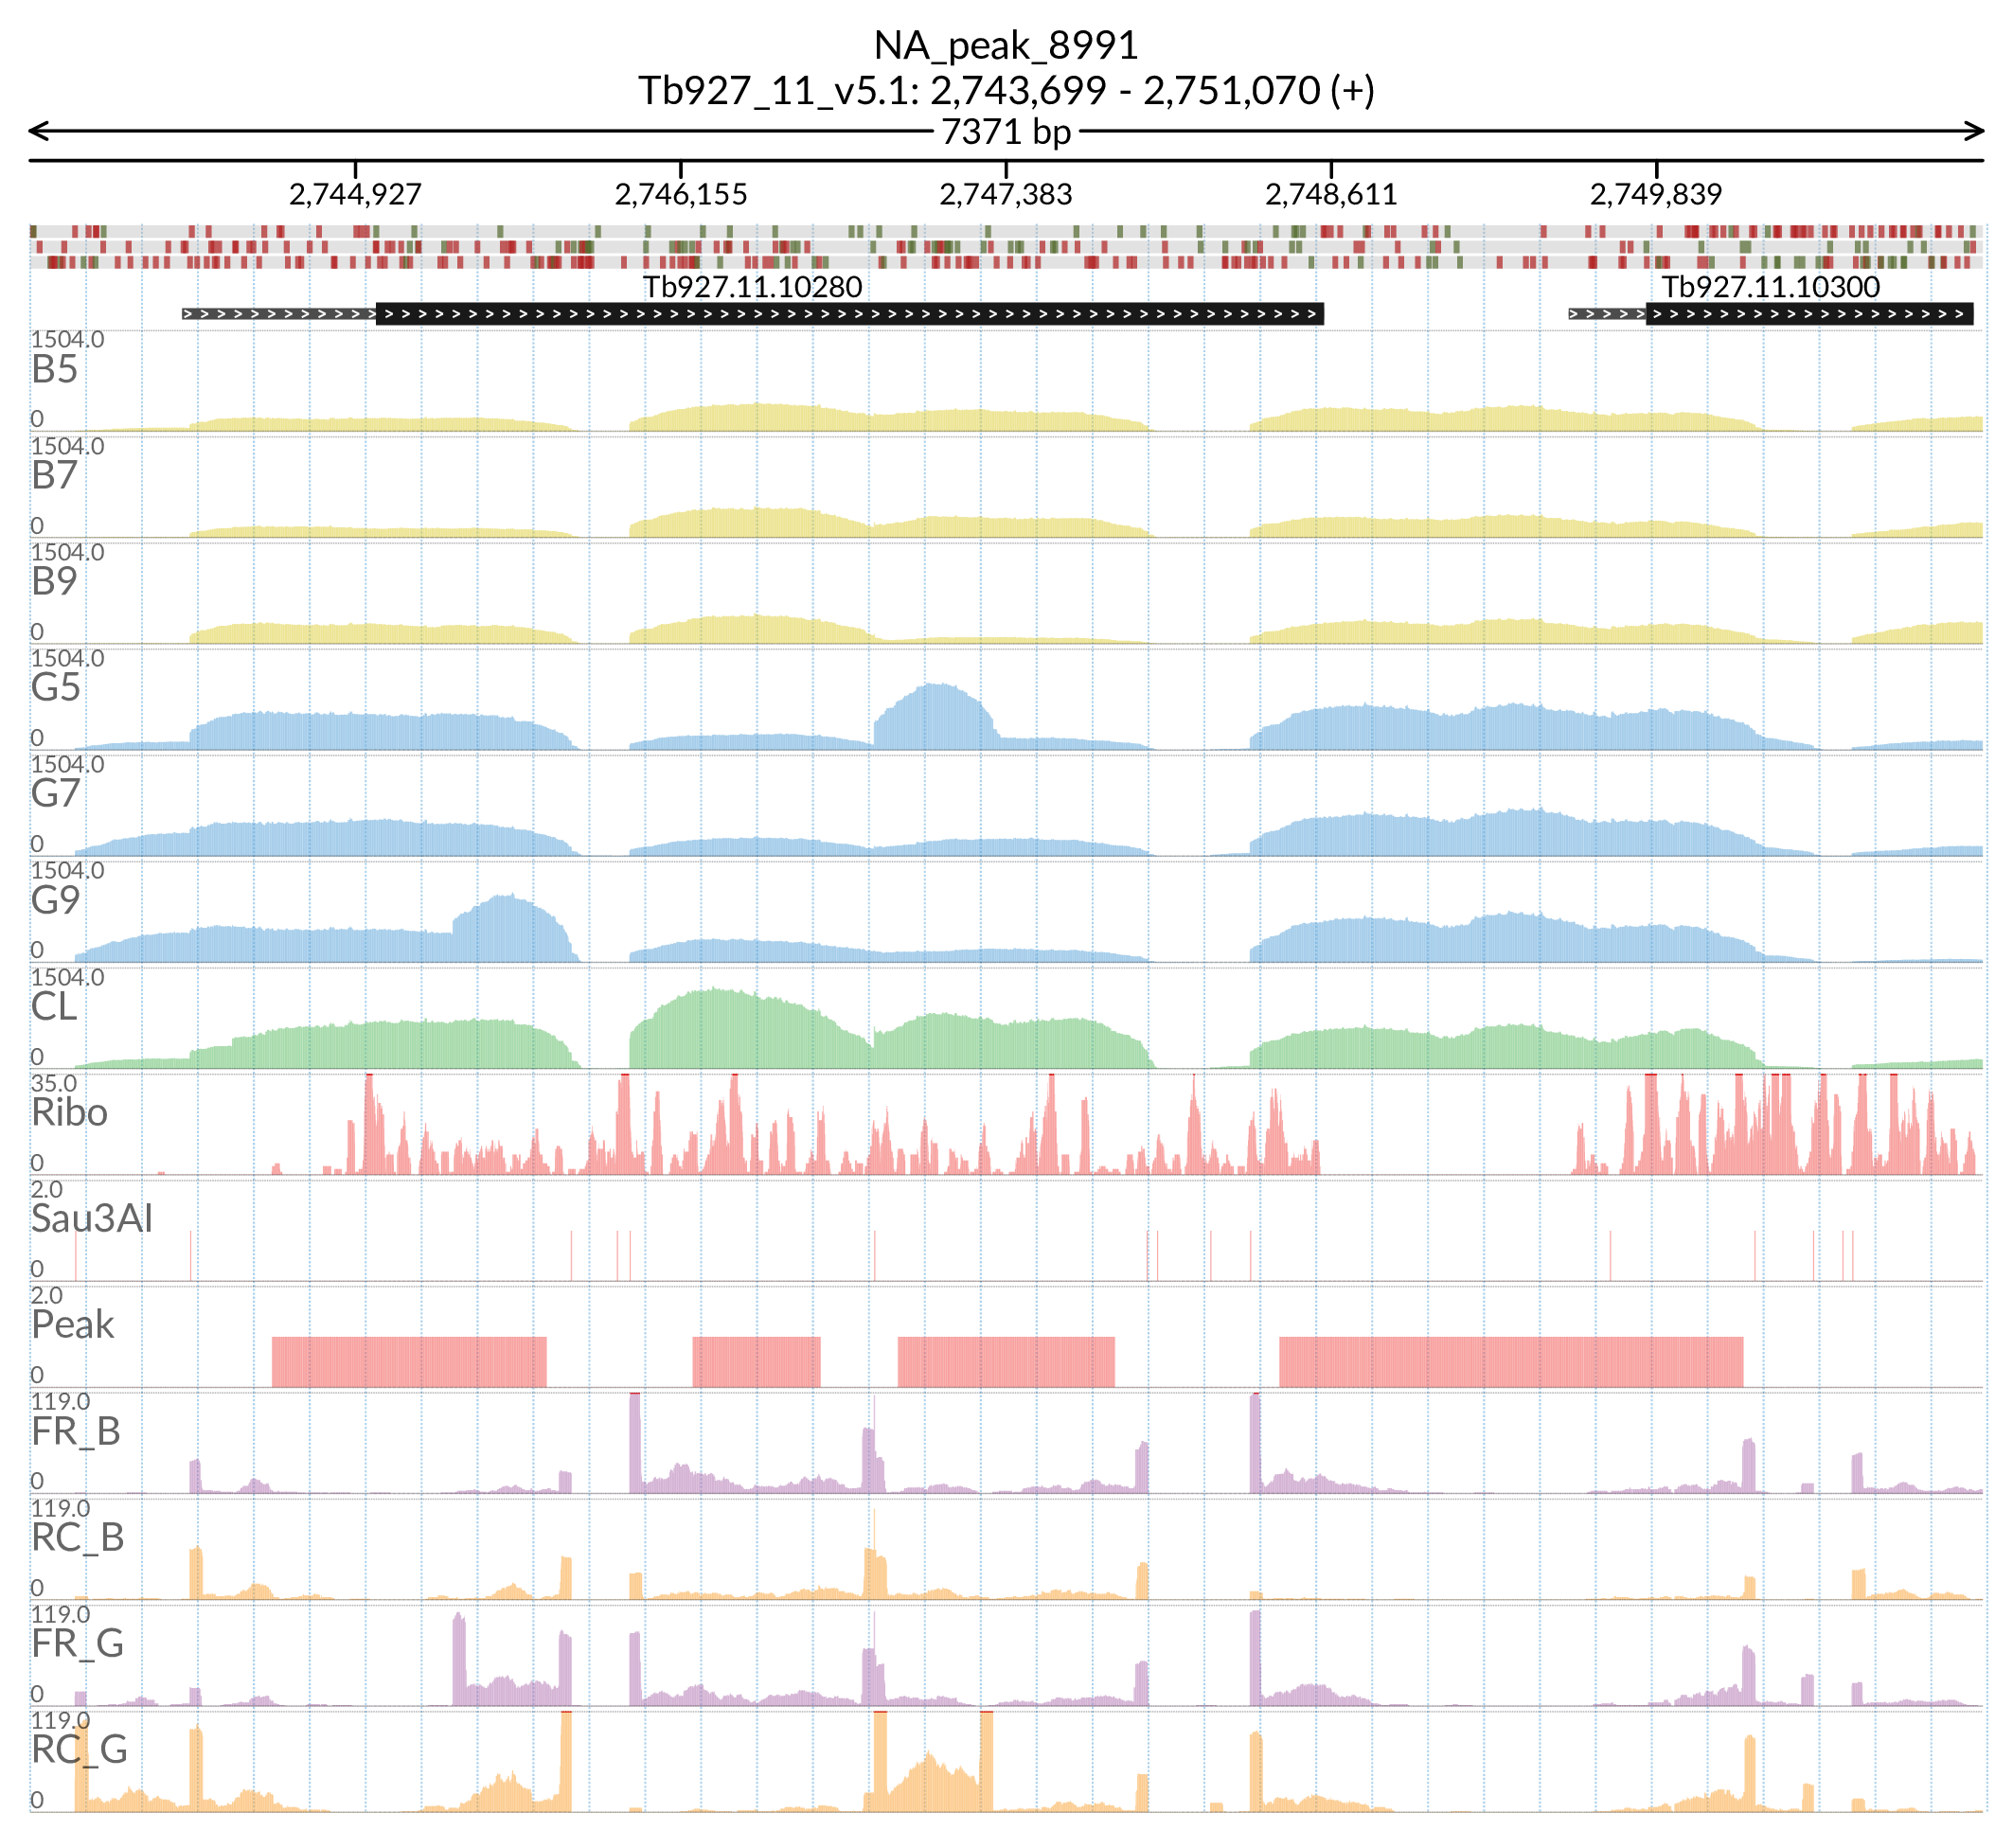 NA_peak_8991
Tb927_11_v5.1: 2,743,699 - 2,751,070 (+)
7371 bp
2,744,927 2,746,155 2,747,383 2,748,611 2,749,839
Tb927.11.10280 Tb927.11.10300
1504.0
B5
0
1504.0
B7
0
1504.0
B9
0
1504.0
G5
0
1504.0
G7
0
1504.0
G9
0
1504.0
CL
0
35.0
Ribo
0
2.0
Sau3AI
0
2.0
Peak
0
119.0
FR_B
0
119.0
RC_B
0
119.0
FR_G
0
119.0
RC_G
0